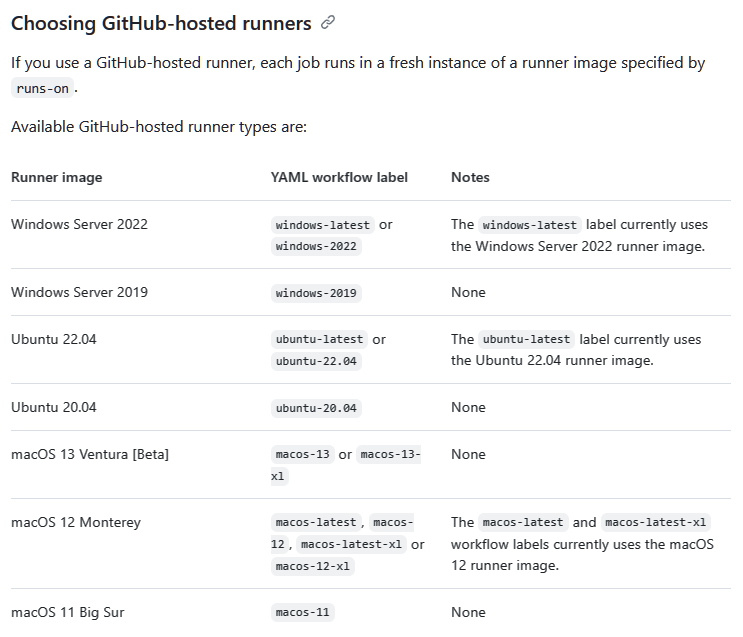 Choosing GitHub-hosted runners
If you use a GitHub-hosted runner, each job runs in a fresh instance of a runner image specified by
runs-on.
Available GitHub-hosted runner types are:
Runner image YAML workflow label Notes
Windows Server 2022 windows-latest or The windows-latest label currently uses
windows-2022 the Windows Server 2022 runner image.
Windows Server 2019 windows-2019 None
Ubuntu 22.04 ubuntu-latest or The ubuntu-latest label currently uses
ubuntu-22.04 the Ubuntu 22.04 runner image.
Ubuntu 20.04 ubuntu-20.04 None
macOS 13 Ventura [Beta] macos-13 or macos-13- None
xl
macOS 12 Monterey macos-latest, macos- The macos-latest and macos-latest-xl
12, macos-latest-xl or workflow labels currently uses the macOS
macos-12-xl 12 runner image.
macOS 11 Big Sur macos-11 None